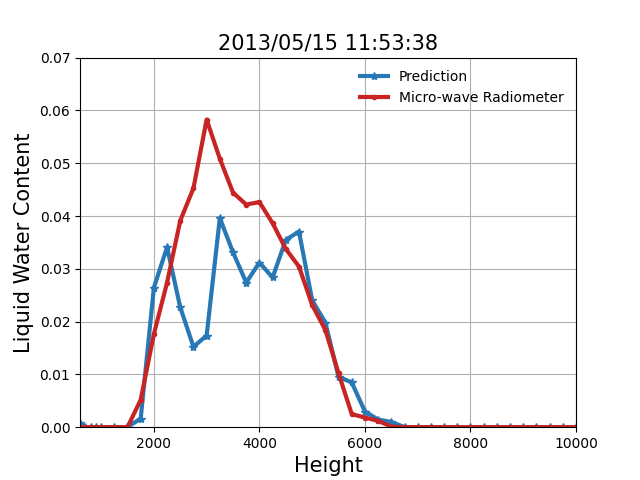 2013/05/15 11:53:38
0.07
0.06
0.05
0.04
0.03
0.02
0.01
0.00
Liquid Water Content
Prediction
Micro-wave Radiometer
2000 4000 6000 8000 10000
Height